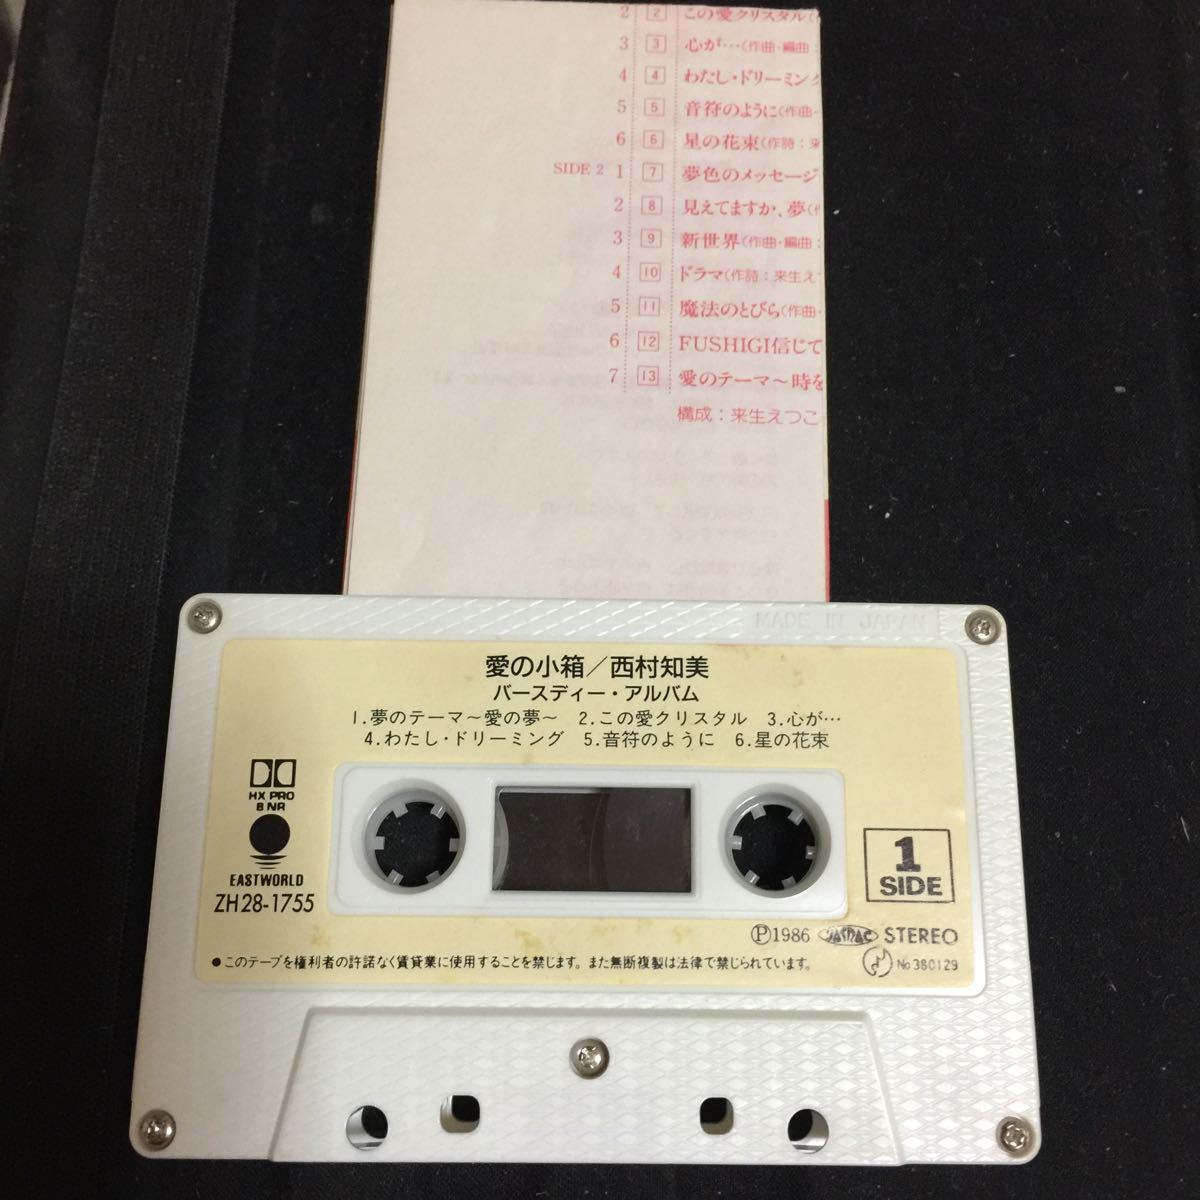 2 2 この愛クリスタル(
3 3 心が…(作曲・編曲:
4 4 わたし・ドリーミング
5 5 音符のように(作曲・
6 6 星の花束(作詩:来
SIDE 2 1 7 夢色のメッセージ
2 8 見えてますか、夢(
3 9 新世界(作曲・編曲:
4 10 ドラマ(作詩:来生え
5 11 魔法のとびら(作曲・
6 12 FUSHIGI信じて
7 13 愛のテーマ〜時を
構成:来生えつこ
MADE IN JAPAN
愛の小箱/西村知美
バースディー・アルバム
1.夢のテーマ〜愛の夢〜 2.この愛クリスタル 3.心が…
4.わたし・ドリーミング 5.音符のように 6.星の花束
HX PRO
B NR
EASTWORLD
ZH28-1755
1
SIDE
Ⓟ1986 JASRAC STEREO
●このテープを権利者の許諾なく賃貸業に使用することを禁じます。また無断複製は法律で禁じられています。
No 380129